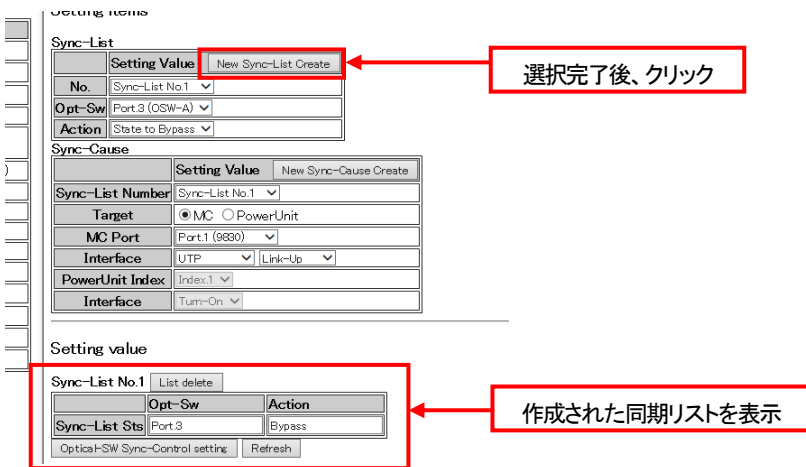 Setting Items
Sync-List
Setting Value New Sync-List Create
No. Sync-List No.1
Opt-Sw Port.3 (OSW-A)
Action State to Bypass
選択完了後、クリック
Sync-Cause
Setting Value New Sync-Cause Create
Sync-List Number Sync-List No.1
Target MC PowerUnit
MC Port Port.1 (9830)
Interface UTP Link-Up
PowerUnit Index Index.1
Interface Turn-On
Setting value
Sync-List No.1 List delete
Opt-Sw Action
Sync-List Sts Port.3 Bypass
Optical-SW Sync-Control setting Refresh
作成された同期リストを表示
)